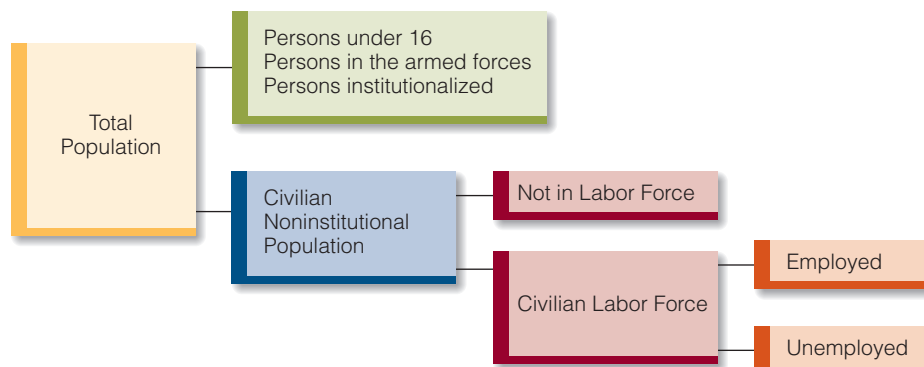 Total
Population
Persons under 16
Persons in the armed forces
Persons institutionalized
Civilian
Noninstitutional
Population
Not in Labor Force
Civilian Labor Force
Employed
Unemployed